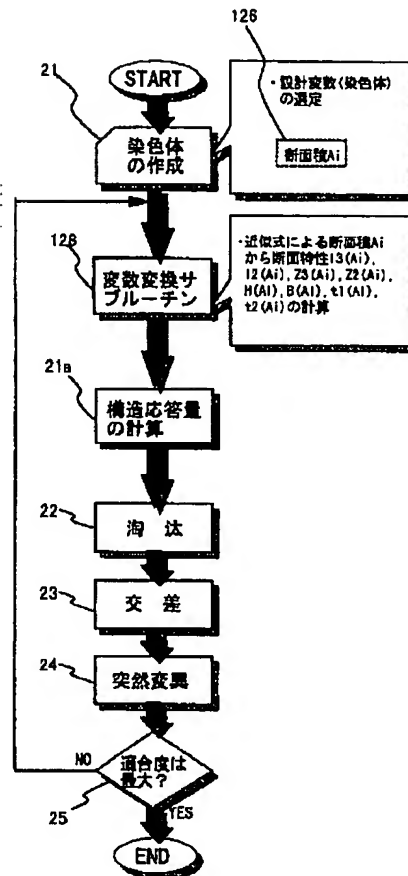 126
START
21
・設計変数(染色体)
の選定
断面積Ai
染色体
の作成
128
変数変換サ
ブルーチン
・近似式による断面積Ai
から断面特性I3(Ai),
I2(Ai), Z3(Ai), Z2(Ai),
H(Ai), B(Ai), t1(Ai),
t2(Ai)の計算
21a
構造応答量
の計算
22
淘 汰
23
交 差
24
突然変異
NO
適合度は
最大?
25
YES
END